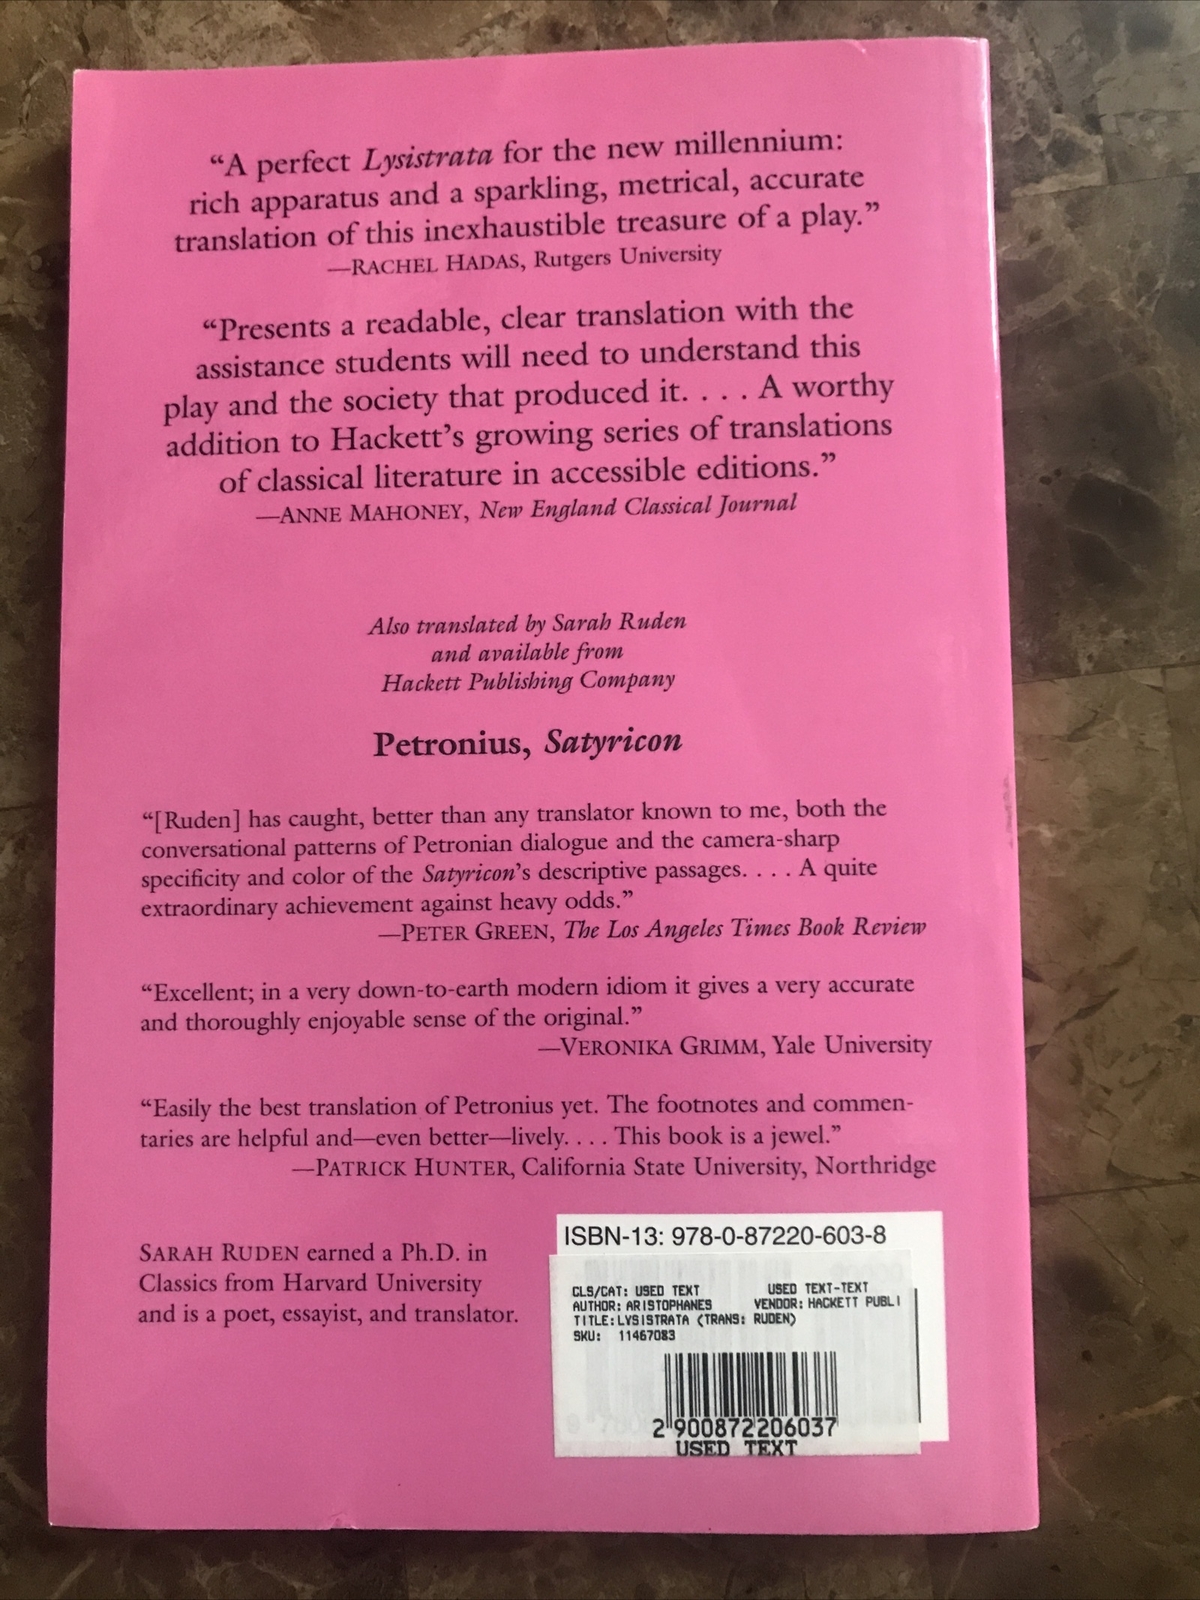 “A perfect Lysistrata for the new millennium:
rich apparatus and a sparkling, metrical, accurate
translation of this inexhaustible treasure of a play.”
—RACHEL HADAS, Rutgers University
“Presents a readable, clear translation with the
assistance students will need to understand this
play and the society that produced it. . . . A worthy
addition to Hackett’s growing series of translations
of classical literature in accessible editions.”
—ANNE MAHONEY, New England Classical Journal
Also translated by Sarah Ruden
and available from
Hackett Publishing Company
Petronius, Satyricon
“[Ruden] has caught, better than any translator known to me, both the
conversational patterns of Petronian dialogue and the camera-sharp
specificity and color of the Satyricon’s descriptive passages. . . . A quite
extraordinary achievement against heavy odds.”
—PETER GREEN, The Los Angeles Times Book Review
“Excellent; in a very down-to-earth modern idiom it gives a very accurate
and thoroughly enjoyable sense of the original.”
—VERONIKA GRIMM, Yale University
“Easily the best translation of Petronius yet. The footnotes and commen-
taries are helpful and—even better—lively. . . . This book is a jewel.”
—PATRICK HUNTER, California State University, Northridge
SARAH RUDEN earned a Ph.D. in
Classics from Harvard University
and is a poet, essayist, and translator.
ISBN-13: 978-0-87220-603-8
CLS/CAT: USED TEXT USED TEXT-TEXT
AUTHOR: ARISTOPHANES VENDOR: HACKETT PUBLI
TITLE: LYSISTRATA (TRANS: RUDEN)
SKU: 11467083
2 900872 206037
USED TEXT